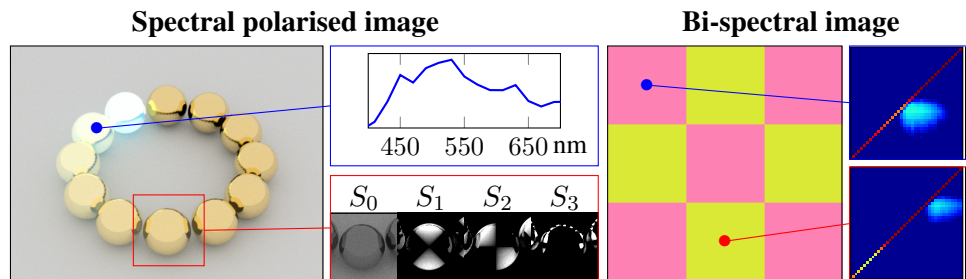 Spectral polarised image
Bi-spectral image
450 550 650 nm
S₀ S₁ S₂ S₃